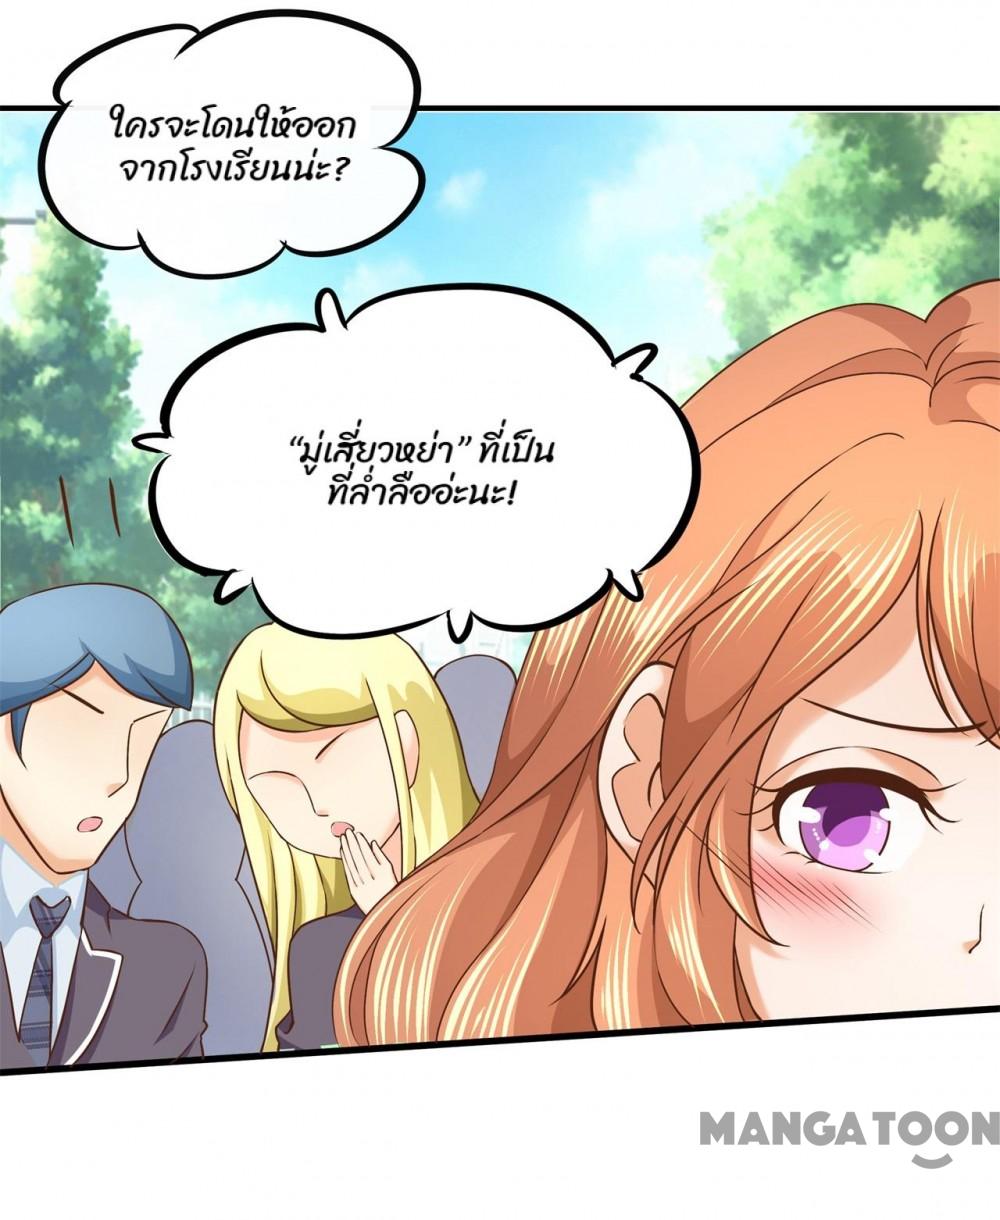 ใครจะโดนให้ออก
จากโรงเรียนน่ะ?
“มู่เสี่ยวหย่า” ที่เป็น
ที่ล่ำลืออ่ะนะ!
MANGATOON